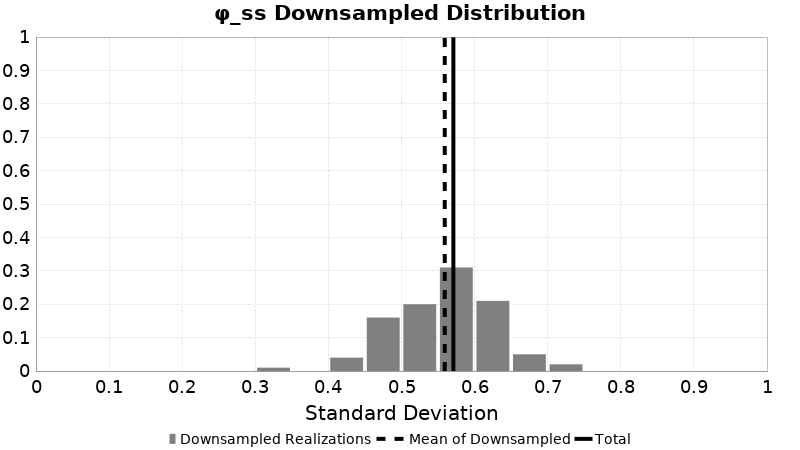 φ_ss Downsampled Distribution
1
0.9
0.8
0.7
0.6
0.5
0.4
0.3
0.2
0.1
0
0 0.1 0.2 0.3 0.4 0.5 0.6 0.7 0.8 0.9 1
Standard Deviation
Downsampled Realizations Mean of Downsampled Total